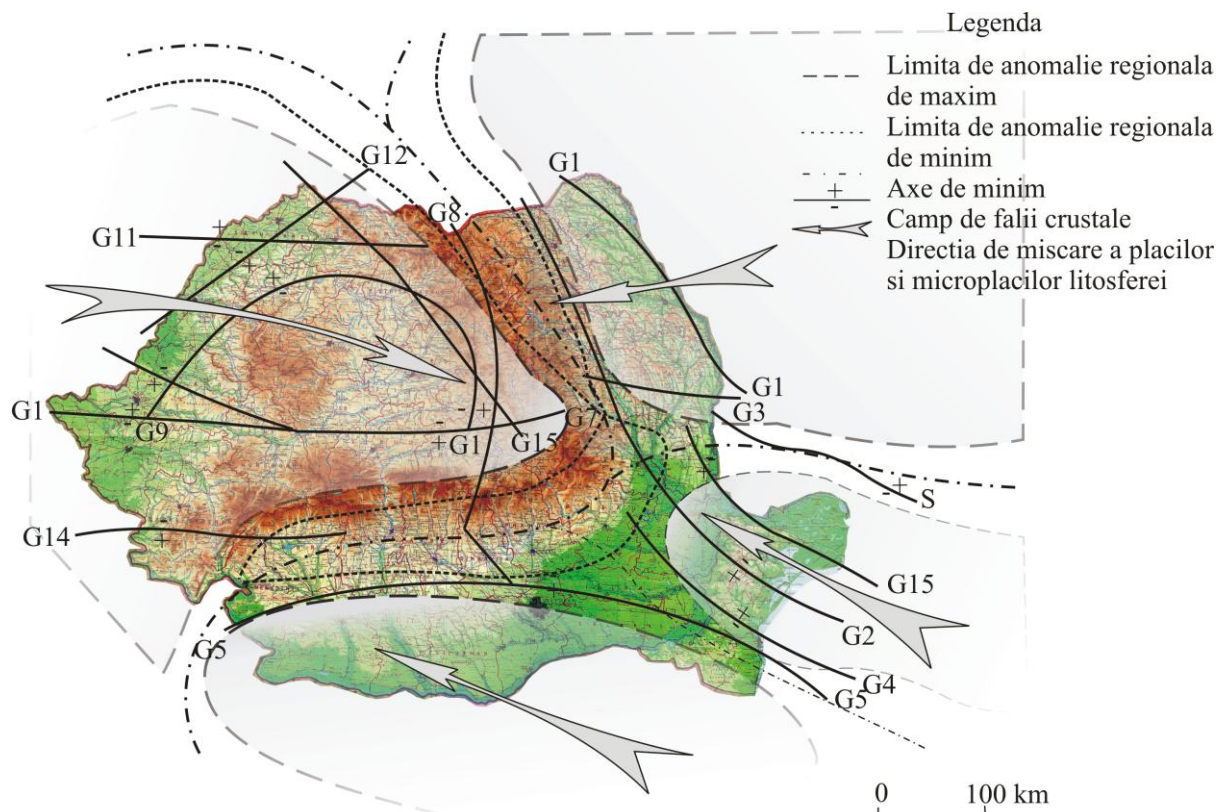 Legenda
Limita de anomalie regionala
de maxim
Limita de anomalie regionala
de minim
Axe de minim
Camp de falii crustale
Directia de miscare a placilor
si microplacilor litosferei
G12
G1
G8
G11
G1
G1
G3
G9
G1
G15
G7
S
G14
G15
G2
G5
G4
G5
0 100 km